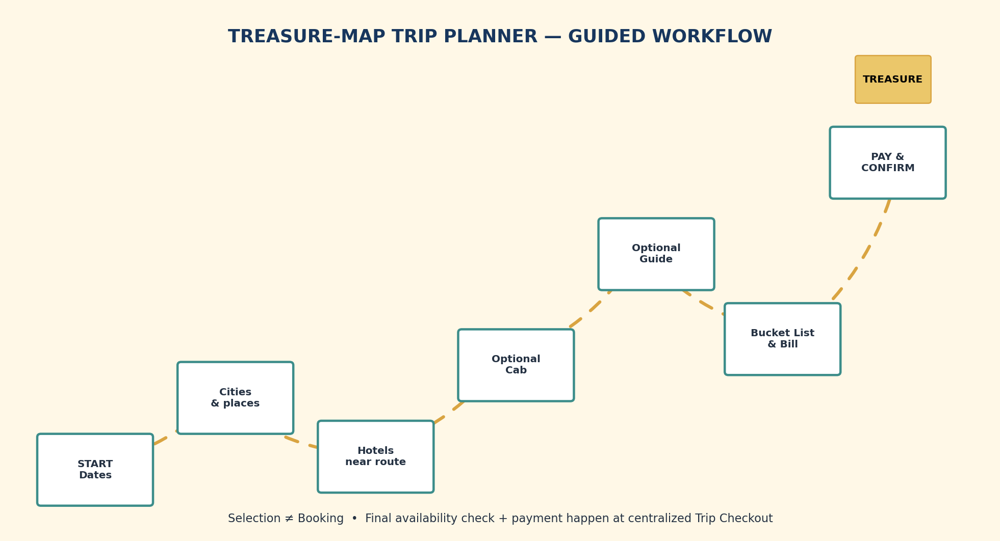 TREASURE-MAP TRIP PLANNER — GUIDED WORKFLOW
TREASURE
PAY &
CONFIRM
Optional
Guide
Bucket List
& Bill
Optional
Cab
Cities
& places
Hotels
near route
START
Dates
Selection ≠ Booking • Final availability check + payment happen at centralized Trip Checkout